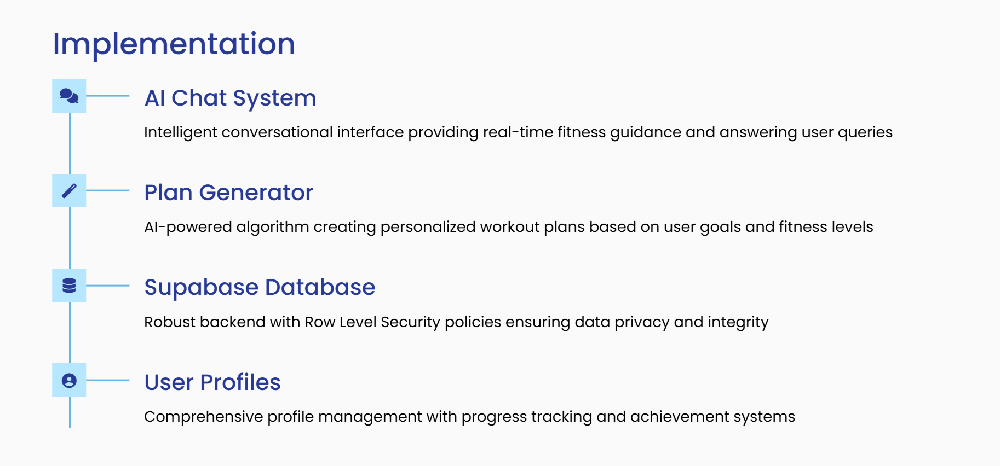 Implementation
AI Chat System
Intelligent conversational interface providing real-time fitness guidance and answering user queries
Plan Generator
AI-powered algorithm creating personalized workout plans based on user goals and fitness levels
Supabase Database
Robust backend with Row Level Security policies ensuring data privacy and integrity
User Profiles
Comprehensive profile management with progress tracking and achievement systems